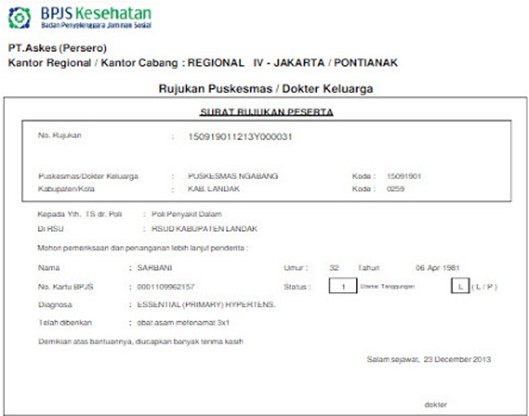 BPJS Kesehatan
Badan Penyelenggara Jaminan Sosial
PT.Askes (Persero)
Kantor Regional / Kantor Cabang : REGIONAL IV - JAKARTA / PONTIANAK
Rujukan Puskesmas / Dokter Keluarga
SURAT RUJUKAN PESERTA
No. Rujukan : 150919011213Y000031
Puskesmas/Dokter Keluarga : PUSKESMAS NGABANG Kode : 15091901
Kabupaten/Kota : KAB. LANDAK Kode : 0259
Kepada Yth. TS dr. Poli : Poli Penyakit Dalam
Di RSU : RSUD KABUPATEN LANDAK
Mohon pemeriksaan dan penanganan lebih lanjut penderita :
Nama : SARBANI Umur : 32 Tahun 06 Apr 1981
No. Kartu BPJS : 0001109962157 Status : 1 Utama/Tanggungan L ( L / P )
Diagnosa : ESSENTIAL (PRIMARY) HYPERTENS.
Telah diberikan : obat asam mefenamat 3x1
Demikian atas bantuannya, diucapkan banyak terima kasih
Salam sejawat, 23 December 2013
dokter